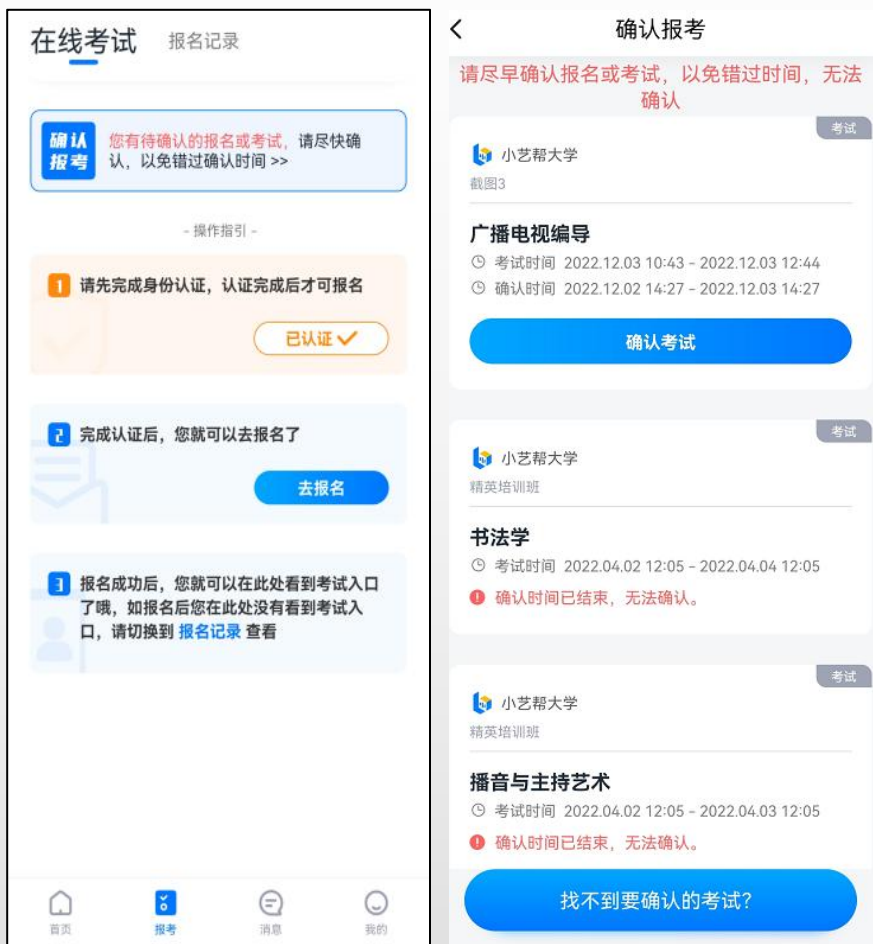 在线考试 报名记录
确认
报考
您有待确认的报名或考试，请尽快确
认，以免错过确认时间 >>
- 操作指引 -
1 请先完成身份认证，认证完成后才可报名
已认证
2 完成认证后，您就可以去报名了
去报名
3 报名成功后，您就可以在此处看到考试入口
了哦，如报名后您在此处没有看到考试入
口，请切换到 报名记录 查看
首页 报考 消息 我的
确认报考
请尽早确认报名或考试，以免错过时间，无法
确认
考试
小艺帮大学
截图3
广播电视编导
考试时间 2022.12.03 10:43 - 2022.12.03 12:44
确认时间 2022.12.02 14:27 - 2022.12.03 14:27
确认考试
考试
小艺帮大学
精英培训班
书法学
考试时间 2022.04.02 12:05 - 2022.04.04 12:05
确认时间已结束，无法确认。
考试
小艺帮大学
精英培训班
播音与主持艺术
考试时间 2022.04.02 12:05 - 2022.04.03 12:05
确认时间已结束，无法确认。
找不到要确认的考试?